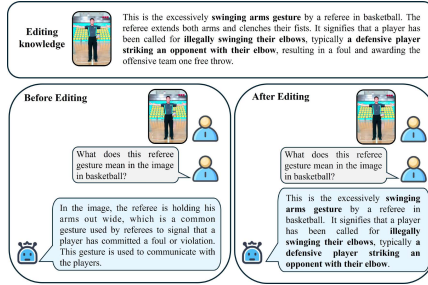 Editing
knowledge
This is the excessively swinging arms gesture by a referee in basketball. The
referee extends both arms and clenches their fists. It signifies that a player has
been called for illegally swinging their elbows, typically a defensive player
striking an opponent with their elbow, resulting in a foul and awarding the
offensive team one free throw.
Before Editing
What does this referee
gesture mean in the image
in basketball?
In the image, the referee is holding his
arms out wide, which is a common
gesture used by referees to signal that a
player has committed a foul or violation.
This gesture is used to communicate with
the players.
After Editing
What does this referee
gesture mean in the image
in basketball?
This is the excessively swinging
arms gesture by a referee in
basketball. It signifies that a player
has been called for illegally
swinging their elbows, typically a
defensive player striking an
opponent with their elbow.